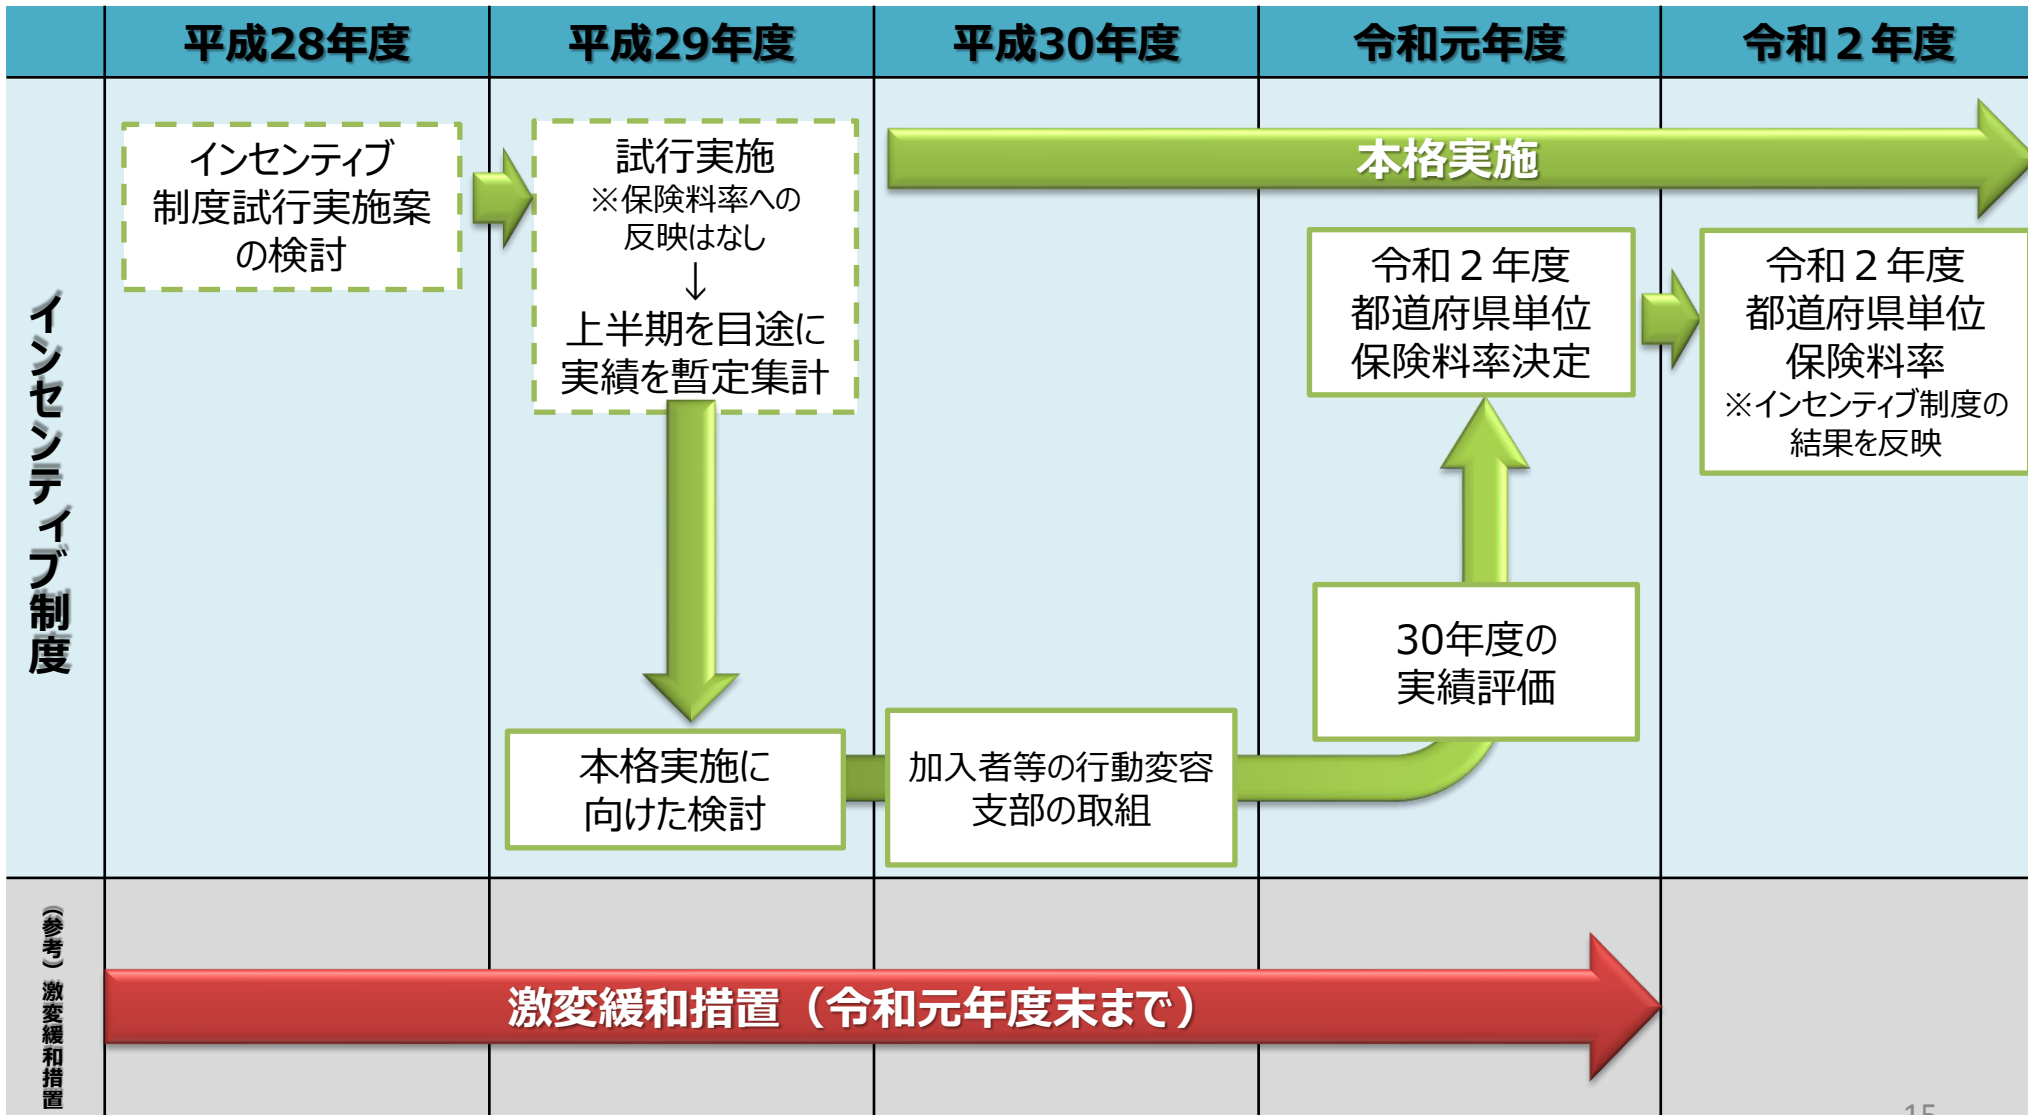 平成28年度
平成29年度
平成30年度
令和元年度
令和２年度
インセンティブ制度
インセンティブ
制度試行実施案
の検討
試行実施
※保険料率への
反映はなし
↓
上半期を目途に
実績を暫定集計
本格実施に
向けた検討
本格実施
加入者等の行動変容
支部の取組
30年度の
実績評価
令和２年度
都道府県単位
保険料率決定
令和２年度
都道府県単位
保険料率
※インセンティブ制度の
結果を反映
（参考）激変緩和措置
激変緩和措置（令和元年度末まで）
15